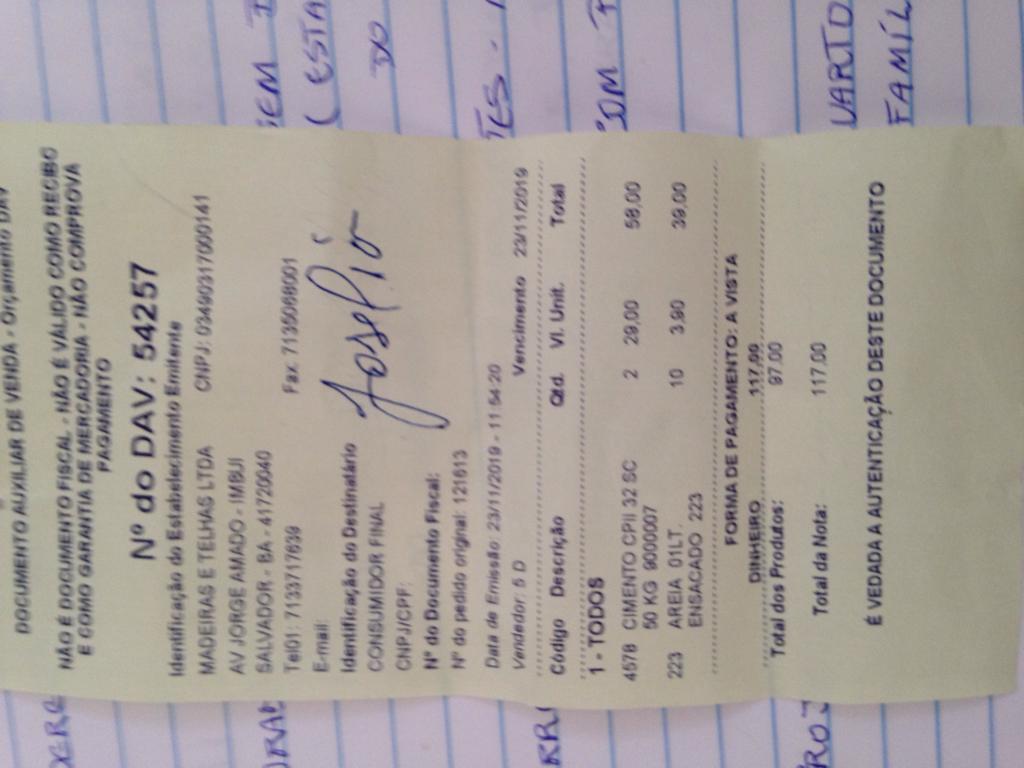 DOCUMENTO AUXILIAR DE VENDA - Orçamento DAV
NÃO É DOCUMENTO FISCAL - NÃO É VÁLIDO COMO RECIBO
E COMO GARANTIA DE MERCADORIA - NÃO COMPROVA
PAGAMENTO
Nº do DAV: 54257
Identificação do Estabelecimento Emitente
MADEIRAS E TELHAS LTDA CNPJ: 03490317000141
AV JORGE AMADO - IMBUI
SALVADOR - BA - 41720040
Tel01 7133717639 Fax: 7135066601
E-mail:
Identificação do Destinatário
CONSUMIDOR FINAL
CNPJ/CPF:
Nº do Documento Fiscal:
Nº do pedido original: 121613
Data de Emissão: 23/11/2019 - 11:54:20
Vendedor: 5 D Vencimento 23/11/2019
Código Descrição Qtd. Vl. Unit. Total
1 - TODOS
4578 CIMENTO CPII 32 SC 2 29,00 58,00
50 KG 9000007
223 AREIA 01LT. 10 3,90 39,00
ENSACADO 223
FORMA DE PAGAMENTO: A VISTA
DINHEIRO 117,00
Total dos Produtos: 97,00
Total da Nota: 117,00
É VEDADA A AUTENTICAÇÃO DESTE DOCUMENTO